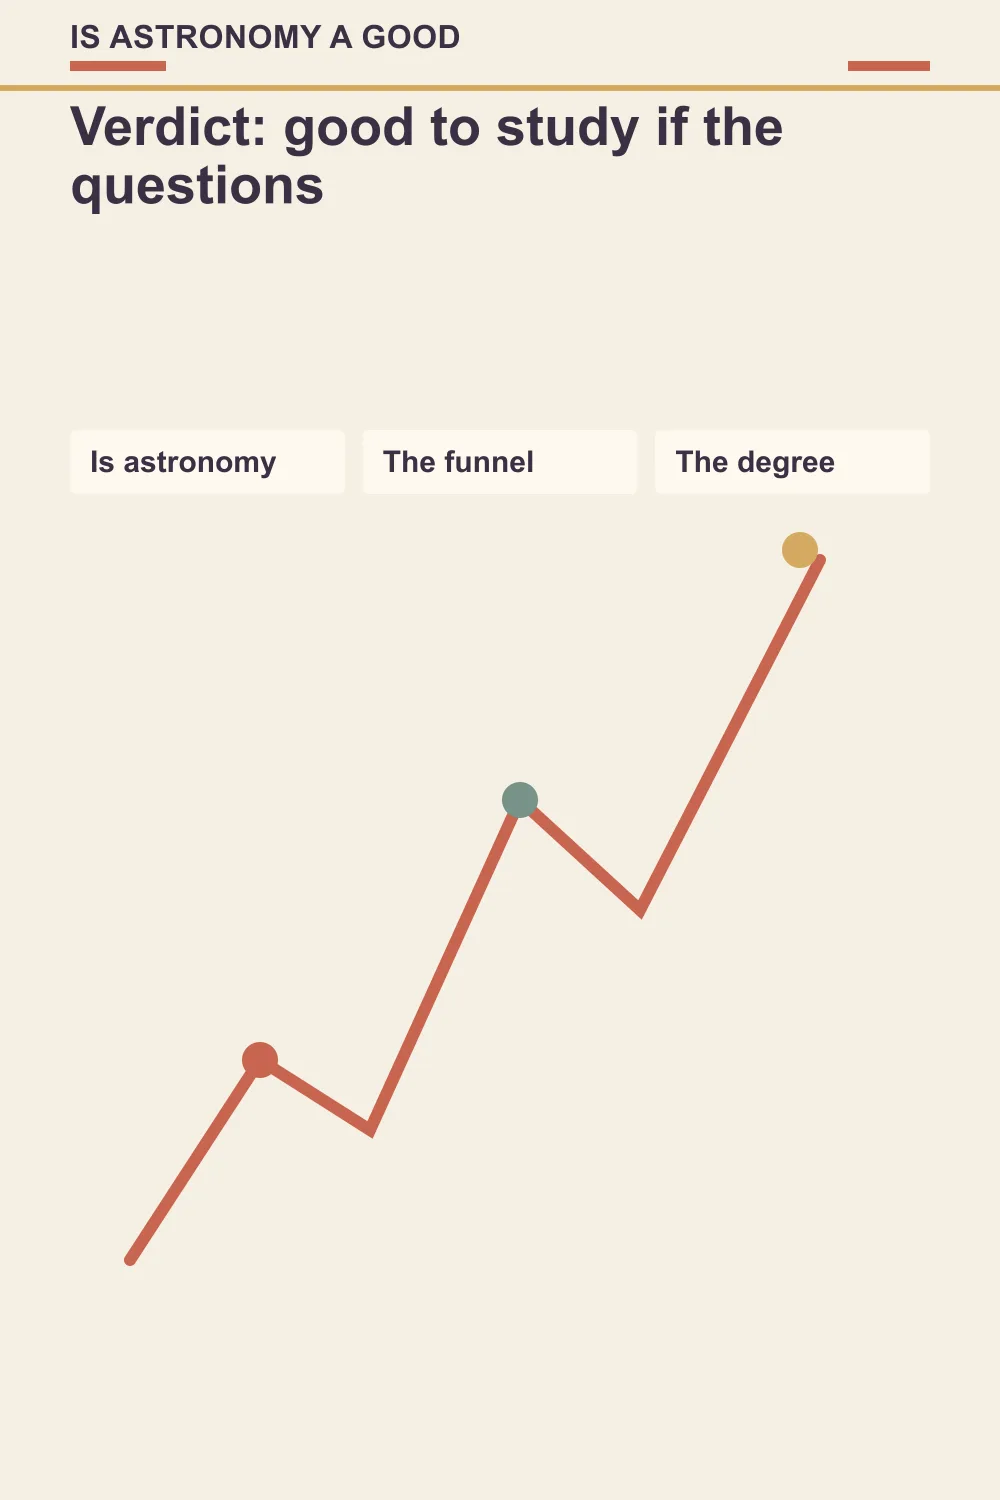 IS ASTRONOMY A GOOD
Verdict: good to study if the
questions
Is astronomy
The funnel
The degree